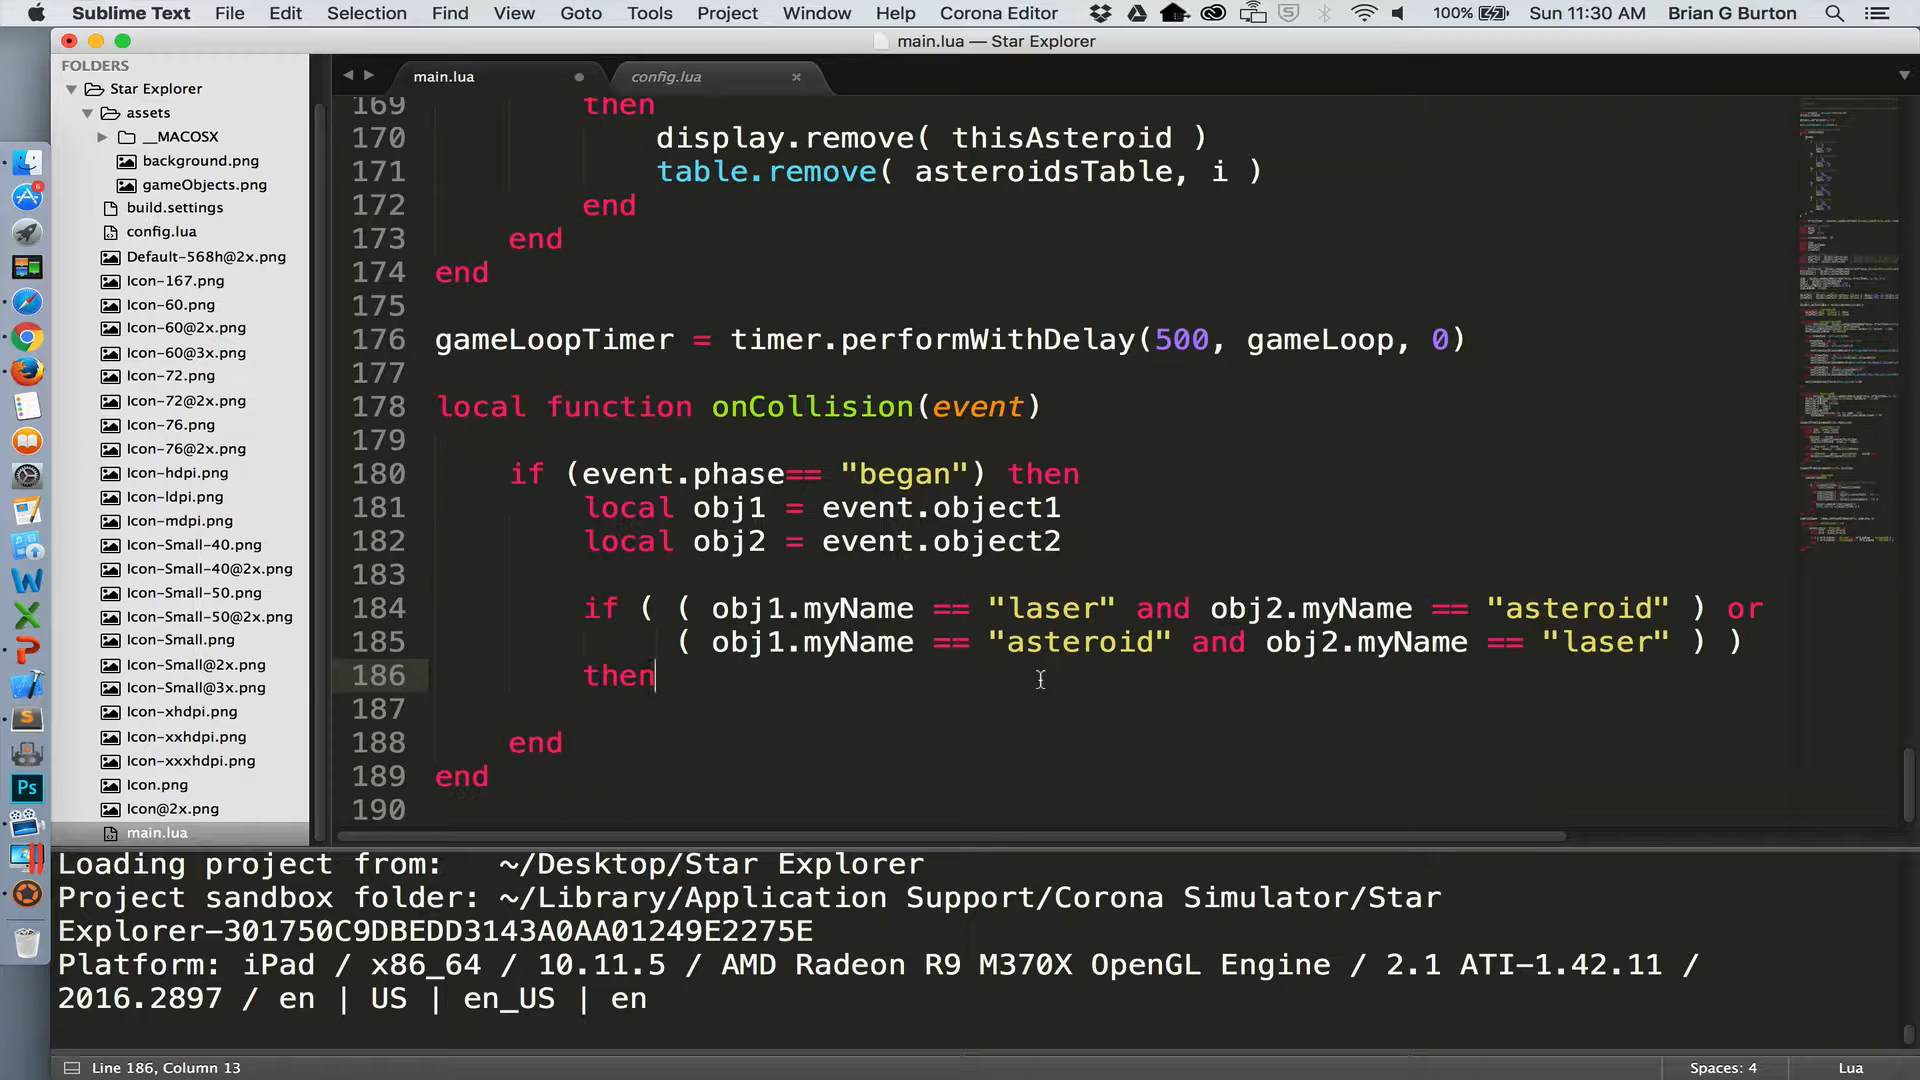 Sublime Text File Edit Selection Find View Goto Tools Project Window Help Corona Editor 100% Sun 11:30 AM Brian G Burton
main.lua — Star Explorer
FOLDERS
Star Explorer
assets
__MACOSX
background.png
gameObjects.png
build.settings
config.lua
Default-568h@2x.png
Icon-167.png
Icon-60.png
Icon-60@2x.png
Icon-60@3x.png
Icon-72.png
Icon-72@2x.png
Icon-76.png
Icon-76@2x.png
Icon-hdpi.png
Icon-ldpi.png
Icon-mdpi.png
Icon-Small-40.png
Icon-Small-40@2x.png
Icon-Small-50.png
Icon-Small-50@2x.png
Icon-Small.png
Icon-Small@2x.png
Icon-Small@3x.png
Icon-xhdpi.png
Icon-xxhdpi.png
Icon-xxxhdpi.png
Icon.png
Icon@2x.png
main.lua
main.lua config.lua
169 then
170 display.remove( thisAsteroid )
171 table.remove( asteroidsTable, i )
172 end
173 end
174 end
175
176 gameLoopTimer = timer.performWithDelay(500, gameLoop, 0)
177
178 local function onCollision(event)
179
180 if (event.phase== "began") then
181 local obj1 = event.object1
182 local obj2 = event.object2
183
184 if ( ( obj1.myName == "laser" and obj2.myName == "asteroid" ) or
185 ( obj1.myName == "asteroid" and obj2.myName == "laser" ) )
186 then
187
188 end
189 end
190
Loading project from: ~/Desktop/Star Explorer
Project sandbox folder: ~/Library/Application Support/Corona Simulator/Star
Explorer-301750C9DBEDD3143A0AA01249E2275E
Platform: iPad / x86_64 / 10.11.5 / AMD Radeon R9 M370X OpenGL Engine / 2.1 ATI-1.42.11 /
2016.2897 / en | US | en_US | en
Line 186, Column 13 Spaces: 4 Lua